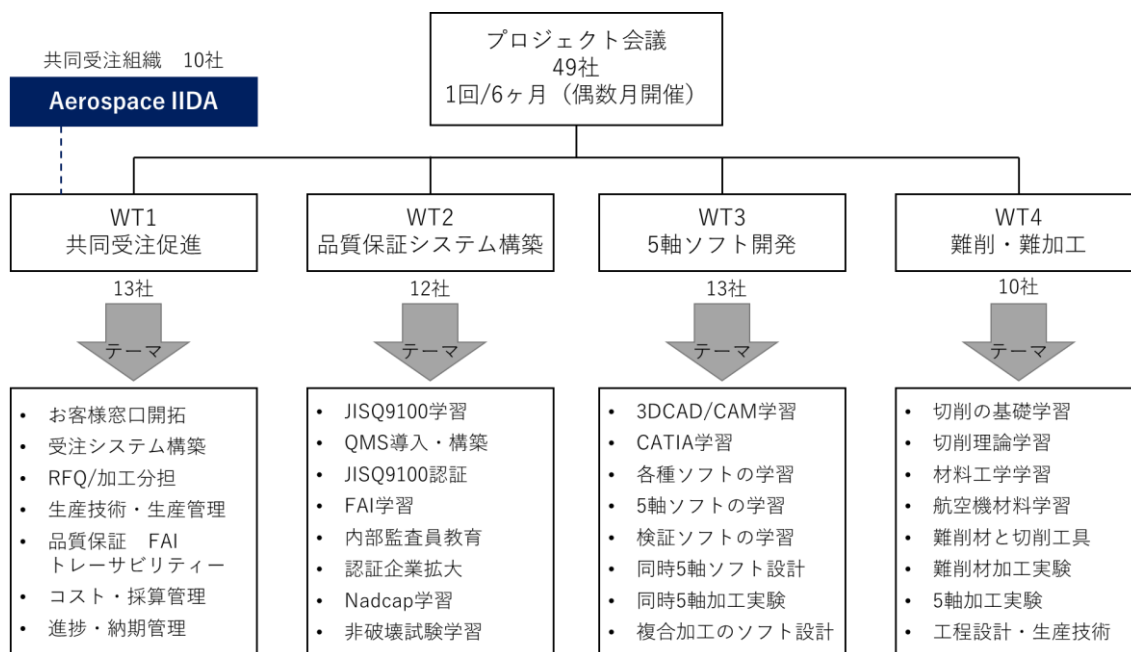 共同受注組織　10社
Aerospace IIDA
プロジェクト会議
49社
1回/6ヶ月（偶数月開催）
WT1
共同受注促進
13社
テーマ
• お客様窓口開拓
• 受注システム構築
• RFQ/加工分担
• 生産技術・生産管理
• 品質保証　FAI
トレーサビリティー
• コスト・採算管理
• 進捗・納期管理
WT2
品質保証システム構築
12社
テーマ
• JISQ9100学習
• QMS導入・構築
• JISQ9100認証
• FAI学習
• 内部監査員教育
• 認証企業拡大
• Nadcap学習
• 非破壊試験学習
WT3
5軸ソフト開発
13社
テーマ
• 3DCAD/CAM学習
• CATIA学習
• 各種ソフトの学習
• 5軸ソフトの学習
• 検証ソフトの学習
• 同時5軸ソフト設計
• 同時5軸加工実験
• 複合加工のソフト設計
WT4
難削・難加工
10社
テーマ
• 切削の基礎学習
• 切削理論学習
• 材料工学学習
• 航空機材料学習
• 難削材と切削工具
• 難削材加工実験
• 5軸加工実験
• 工程設計・生産技術